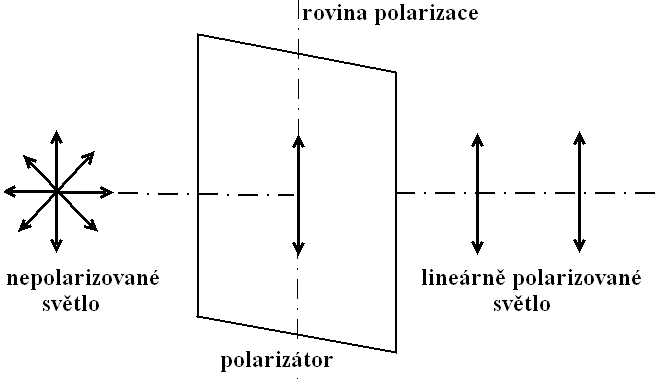 rovina polarizace
nepolarizované
světlo
lineárně polarizované
světlo
polarizátor